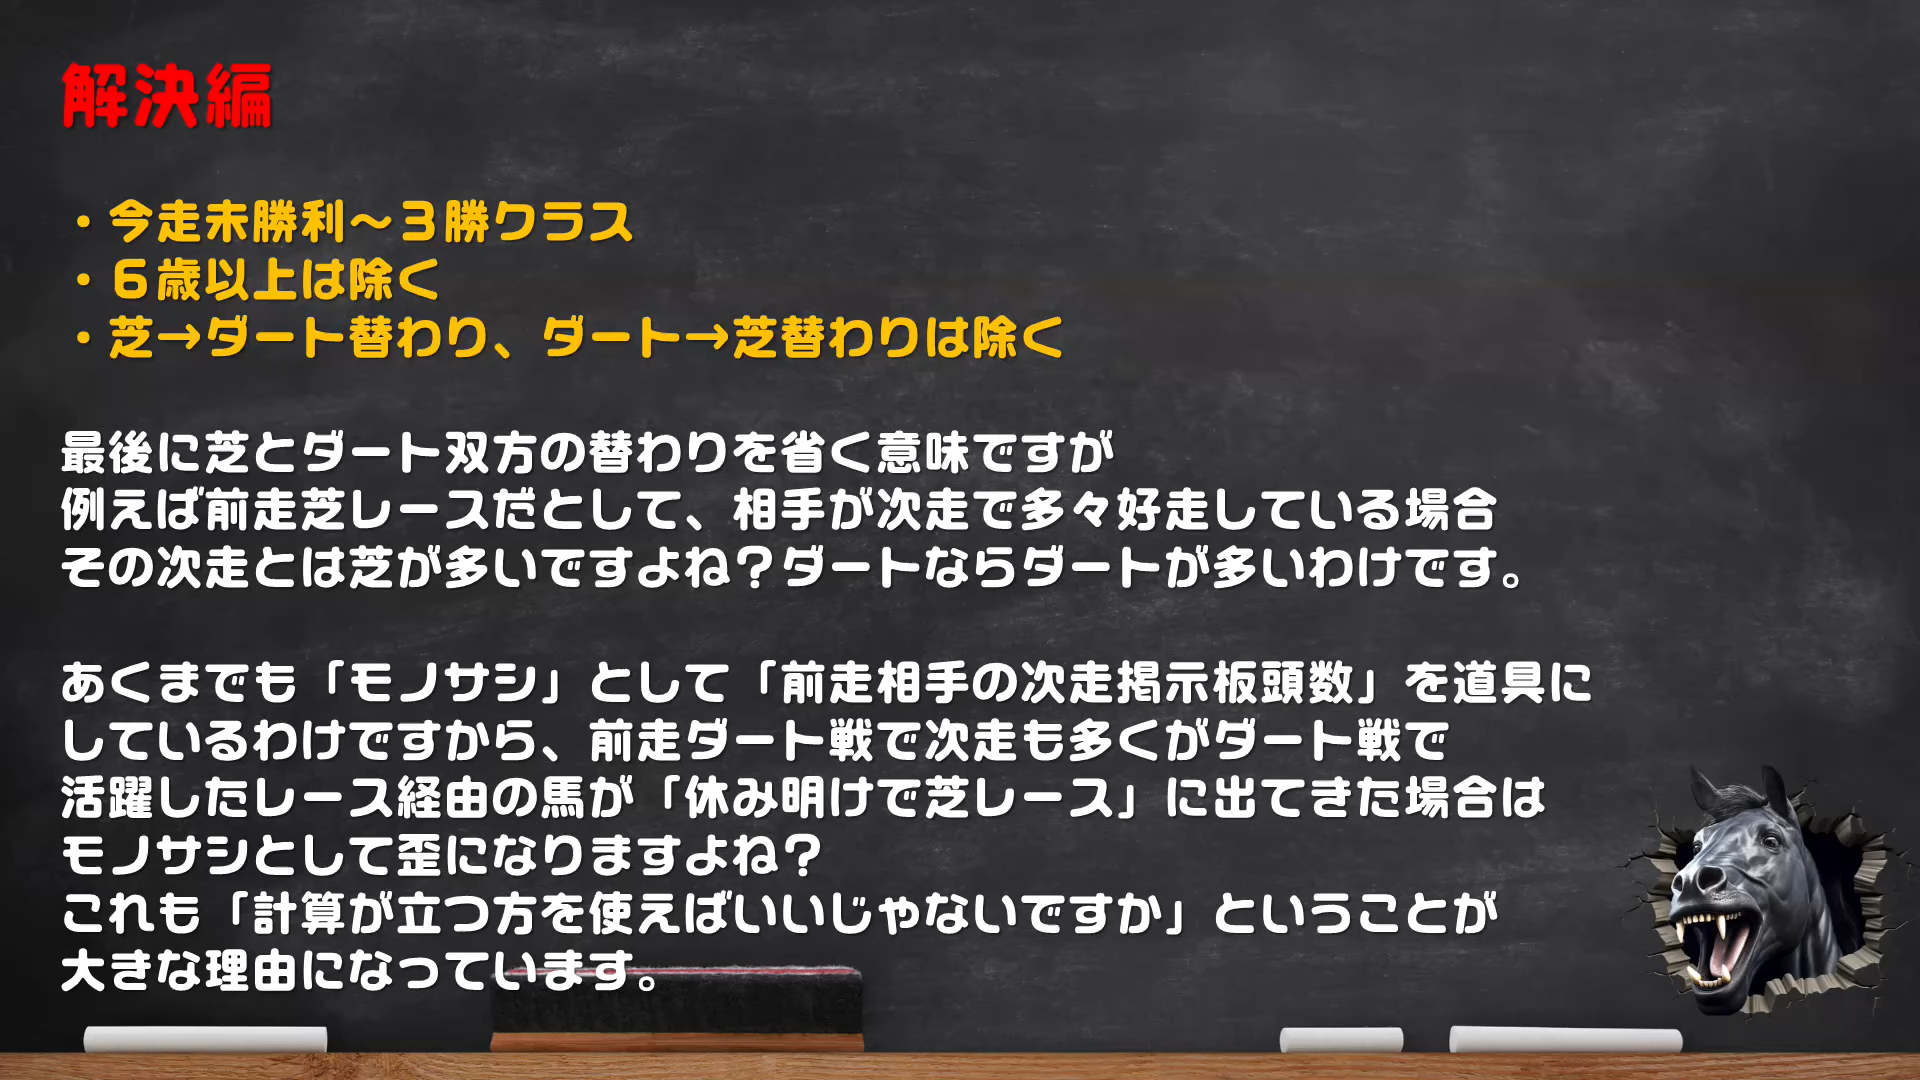 解決編
・今走未勝利～３勝クラス
・６歳以上は除く
・芝→ダート替わり、ダート→芝替わりは除く
最後に芝とダート双方の替わりを省く意味ですが
例えば前走芝レースだとして、相手が次走で多々好走している場合
その次走とは芝が多いですよね？ダートならダートが多いわけです。
あくまでも「モノサシ」として「前走相手の次走掲示板頭数」を道具に
しているわけですから、前走ダート戦で次走も多くがダート戦で
活躍したレース経由の馬が「休み明けで芝レース」に出てきた場合は
モノサシとして歪になりますよね？
これも「計算が立つ方を使えばいいじゃないですか」ということが
大きな理由になっています。